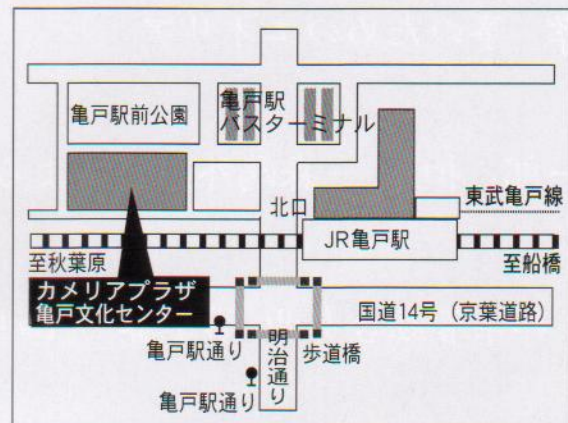 亀戸駅前公園
亀戸駅
バスターミナル
北口
東武亀戸線
JR亀戸駅
至秋葉原
至船橋
カメリアプラザ
亀戸文化センター
国道14号（京葉道路）
亀戸駅通り
明治通り
歩道橋
亀戸駅通り